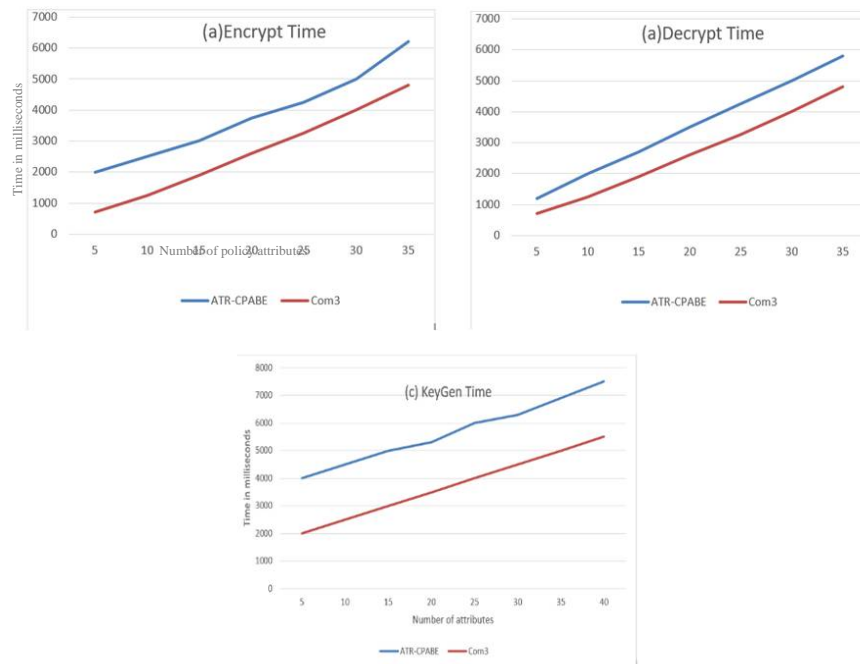 (a)Encrypt Time
7000
6000
5000
4000
3000
2000
1000
0
Time in milliseconds
5 10 15 20 25 30 35
Number of policy attributes
ATR-CPABE Com3
(a)Decrypt Time
7000
6000
5000
4000
3000
2000
1000
0
5 10 15 20 25 30 35
ATR-CPABE Com3
(c) KeyGen Time
8000
7000
6000
5000
4000
3000
2000
1000
0
Time in milliseconds
5 10 15 20 25 30 35 40
Number of attributes
ATR-CPABE Com3